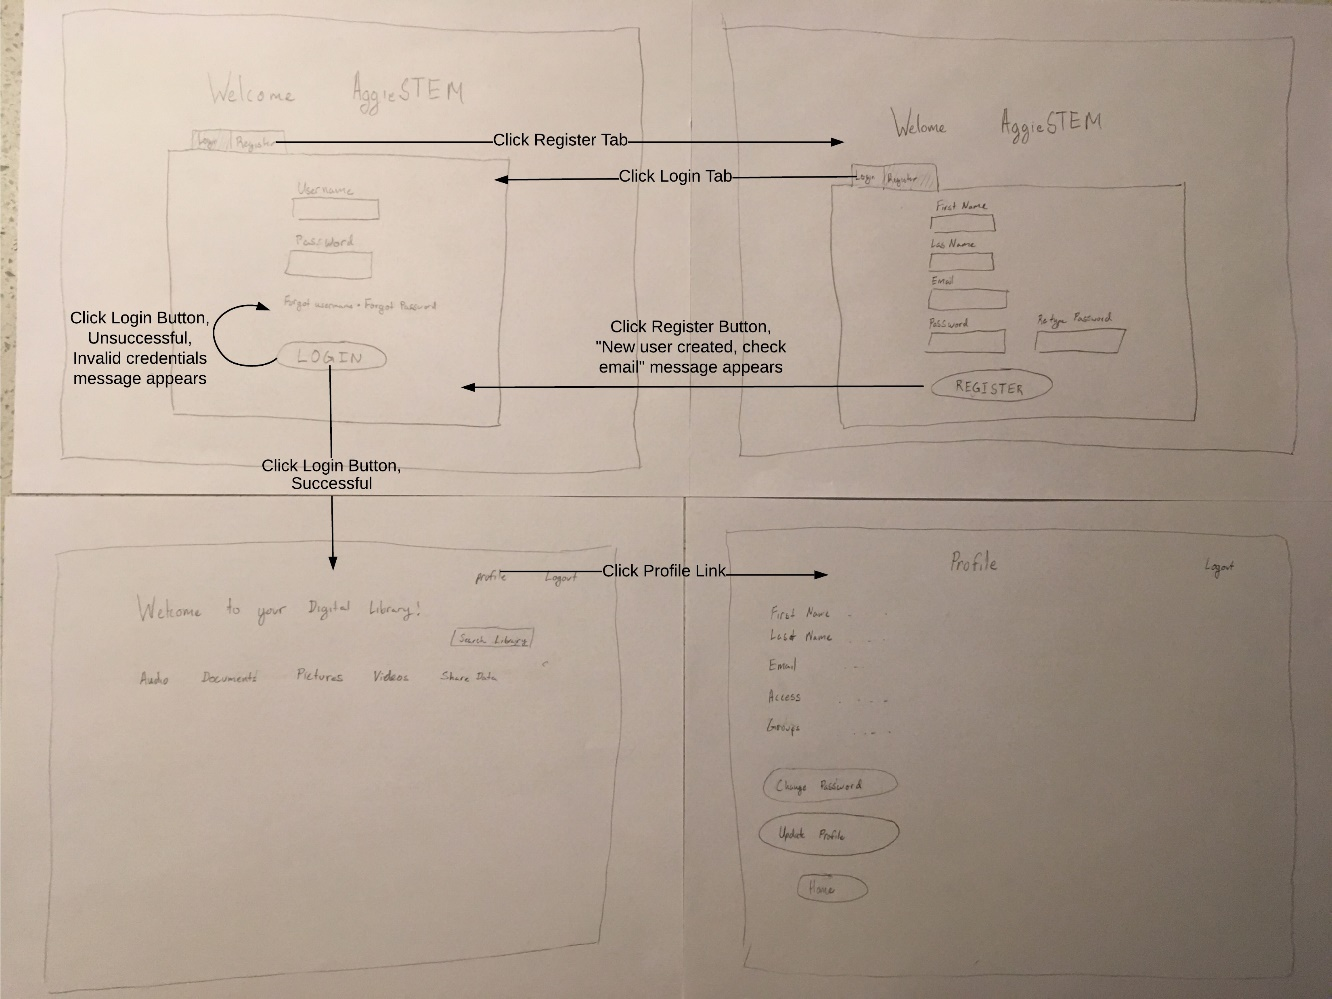 Welcome AggieSTEM
Login Register
Username
Password
Forgot username • Forgot Password
LOGIN
Click Login Button,
Unsuccessful,
Invalid credentials
message appears
Click Register Tab
Click Login Tab
Click Register Button,
"New user created, check
email" message appears
Click Login Button,
Successful
Welome AggieSTEM
Login Register
First Name
Las Name
Email
Password Retype Password
REGISTER
profile Logout
Click Profile Link
Welcome to your Digital Library!
Search Library
Audio Documents Pictures Videos Share Data
Profile Logout
First Name
Last Name
Email
Access
Groups
Change Password
Update Profile
Home